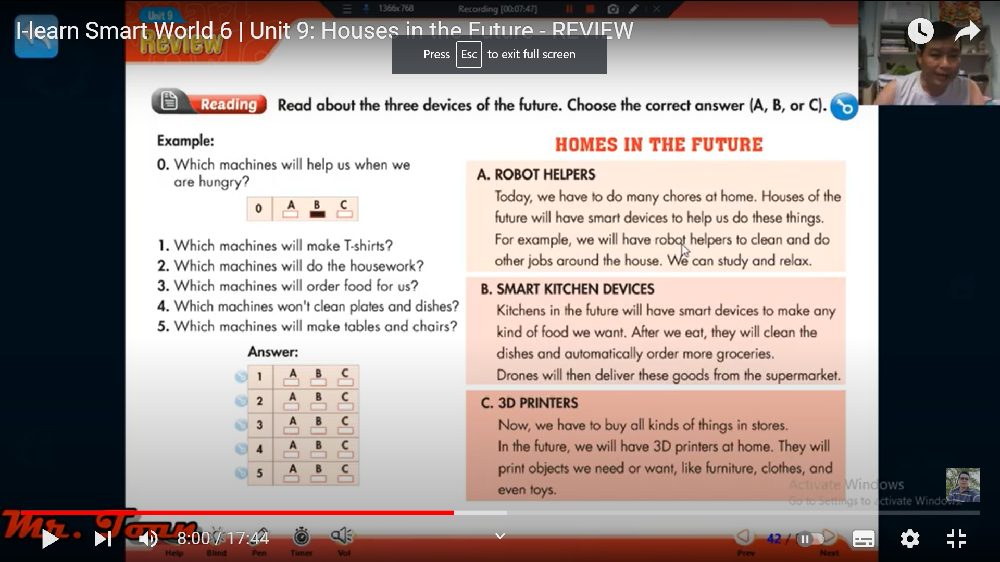 Unit 9
1366x768
Recording [00:07:47]
I-learn Smart World 6 | Unit 9: Houses in the Future - REVIEW
Review
Press Esc to exit full screen
Reading
Read about the three devices of the future. Choose the correct answer (A, B, or C).
Example:
0. Which machines will help us when we
are hungry?
0 A B C
1. Which machines will make T-shirts?
2. Which machines will do the housework?
3. Which machines will order food for us?
4. Which machines won't clean plates and dishes?
5. Which machines will make tables and chairs?
Answer:
1 A B C
2 A B C
3 A B C
4 A B C
5 A B C
HOMES IN THE FUTURE
A. ROBOT HELPERS
Today, we have to do many chores at home. Houses of the
future will have smart devices to help us do these things.
For example, we will have robot helpers to clean and do
other jobs around the house. We can study and relax.
B. SMART KITCHEN DEVICES
Kitchens in the future will have smart devices to make any
kind of food we want. After we eat, they will clean the
dishes and automatically order more groceries.
Drones will then deliver these goods from the supermarket.
C. 3D PRINTERS
Now, we have to buy all kinds of things in stores.
In the future, we will have 3D printers at home. They will
print objects we need or want, like furniture, clothes, and
even toys.
Activate Windows
Go to Settings to activate Windows.
Mr. Toan
8:00 / 17:44
Help
Blind
Pen
Timer
Vol
Prev
42 /
Next